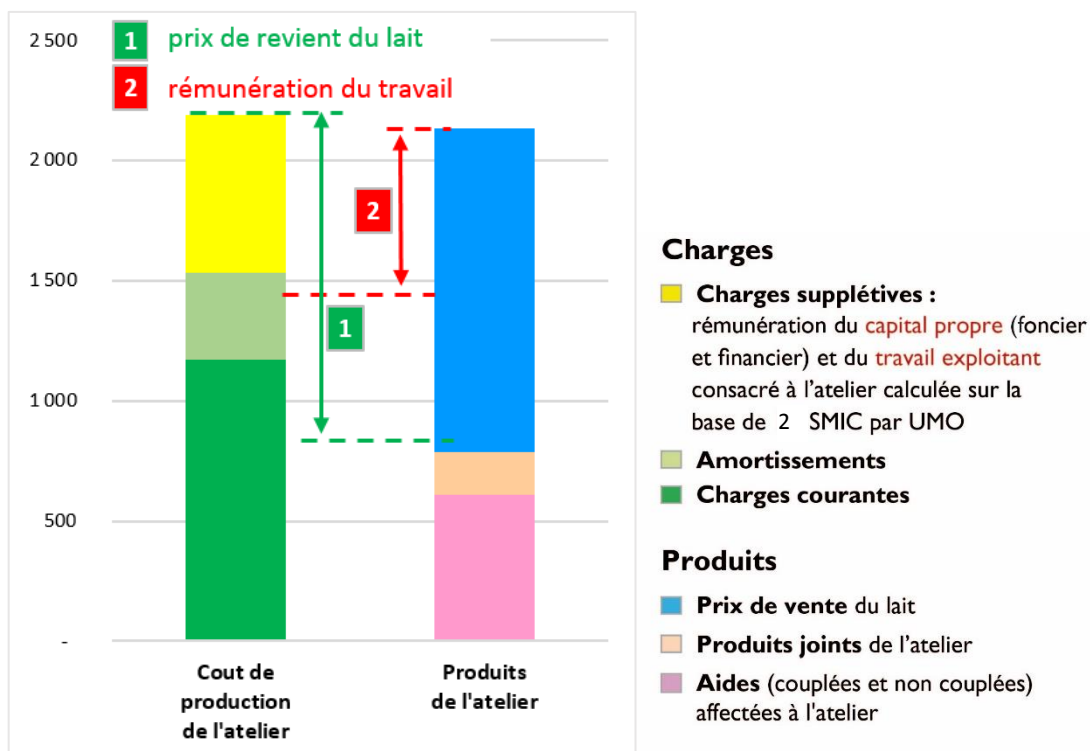 2 500
1 prix de revient du lait
2 rémunération du travail
2 000
2
1 500
1
1 000
500
-
Cout de
production
de l'atelier
Produits
de l'atelier
Charges
Charges supplétives :
rémunération du capital propre (foncier
et financier) et du travail exploitant
consacré à l'atelier calculée sur la
base de 2 SMIC par UMO
Amortissements
Charges courantes
Produits
Prix de vente du lait
Produits joints de l'atelier
Aides (couplées et non couplées)
affectées à l'atelier